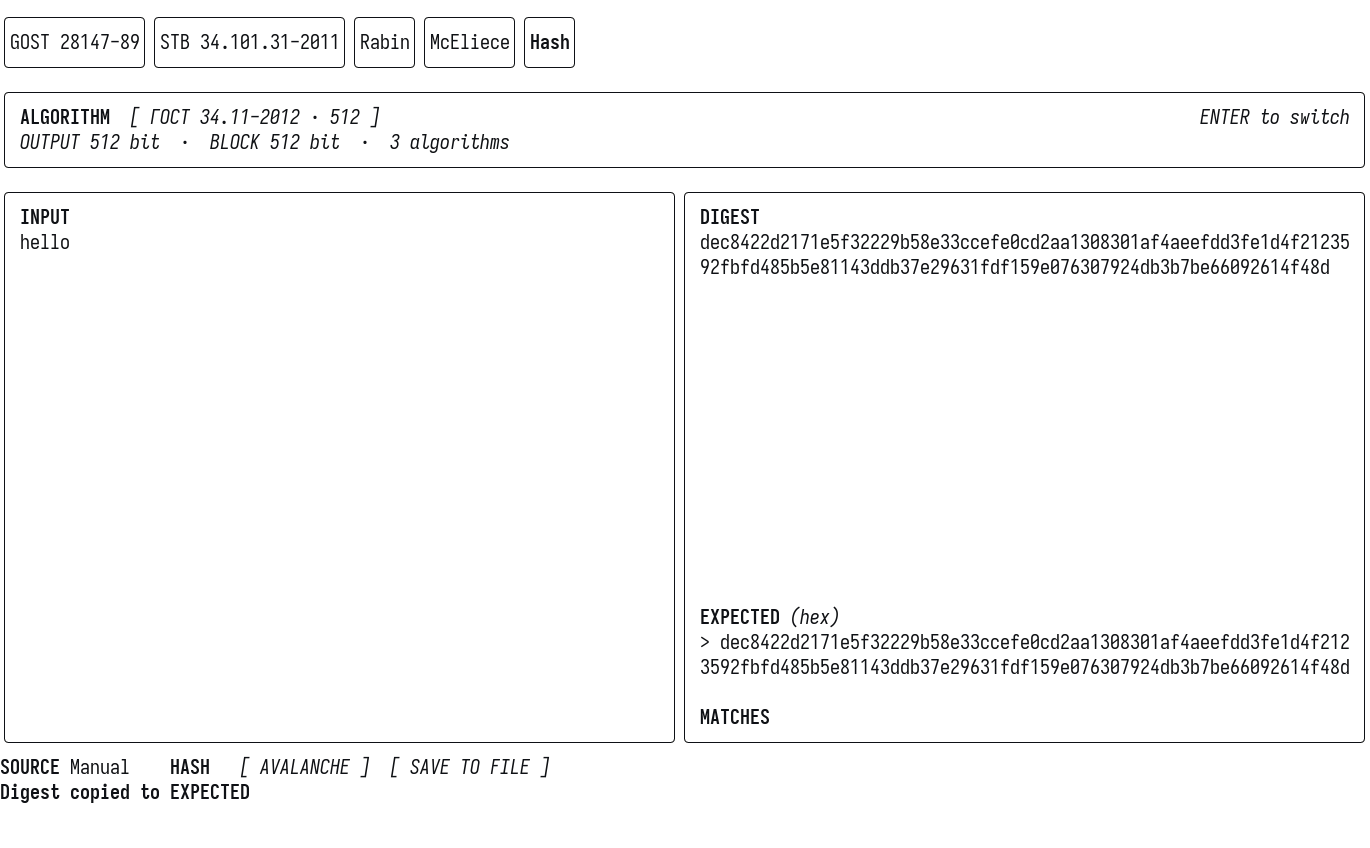 GOST 28147-89 STB 34.101.31-2011 Rabin McEliece Hash
ALGORITHM [ ГОСТ 34.11-2012 · 512 ] ENTER to switch
OUTPUT 512 bit · BLOCK 512 bit · 3 algorithms
INPUT
hello
DIGEST
dec8422d2171e5f32229b58e33ccefe0cd2aa1308301af4aeefdd3fe1d4f21235
92fbfd485b5e81143ddb37e29631fdf159e076307924db3b7be66092614f48d
EXPECTED (hex)
> dec8422d2171e5f32229b58e33ccefe0cd2aa1308301af4aeefdd3fe1d4f212
3592fbfd485b5e81143ddb37e29631fdf159e076307924db3b7be66092614f48d
MATCHES
SOURCE Manual HASH [ AVALANCHE ] [ SAVE TO FILE ]
Digest copied to EXPECTED